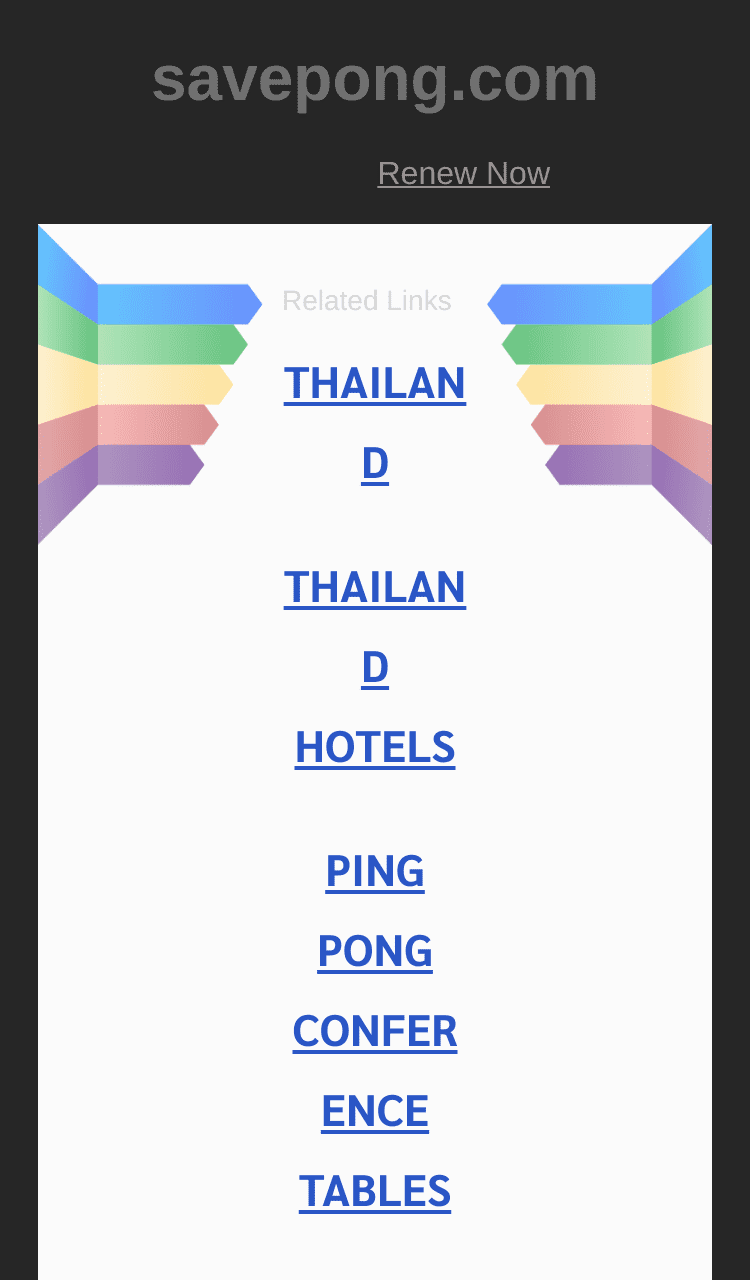 savepong.com
Renew Now
Related Links
THAILAN
D
THAILAN
D
HOTELS
PING
PONG
CONFER
ENCE
TABLES